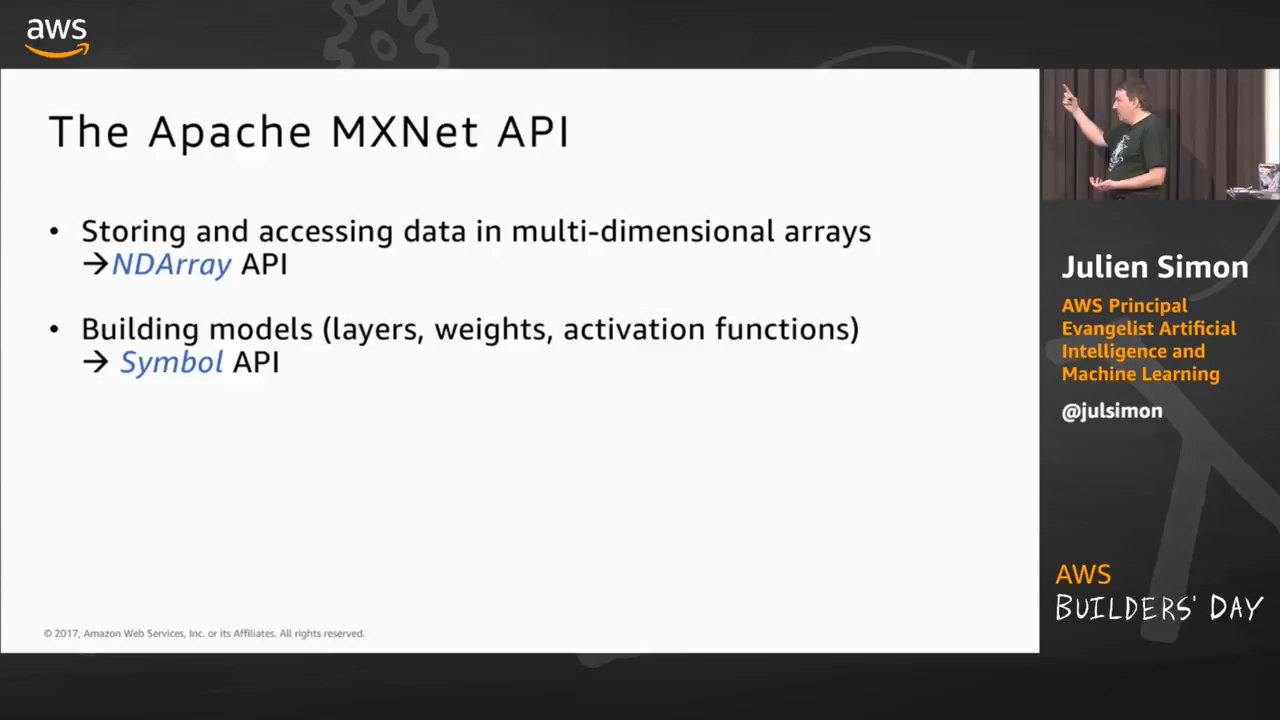 aws
The Apache MXNet API
• Storing and accessing data in multi-dimensional arrays
→NDArray API
• Building models (layers, weights, activation functions)
→ Symbol API
© 2017, Amazon Web Services, Inc. or its Affiliates. All rights reserved.
Julien Simon
AWS Principal
Evangelist Artificial
Intelligence and
Machine Learning
@julsimon
AWS
BUILDERS' DAY